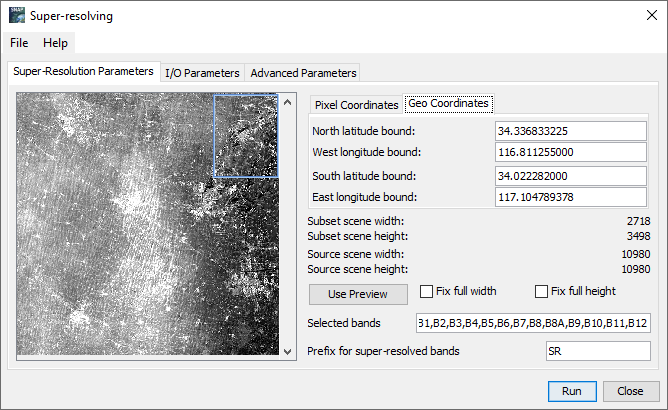 SNAP
Super-resolving
File Help
Super-Resolution Parameters I/O Parameters Advanced Parameters
Pixel Coordinates Geo Coordinates
North latitude bound: 34.336833225
West longitude bound: 116.811255000
South latitude bound: 34.022282000
East longitude bound: 117.104789378
Subset scene width: 2718
Subset scene height: 3498
Source scene width: 10980
Source scene height: 10980
Use Preview Fix full width Fix full height
Selected bands B1,B2,B3,B4,B5,B6,B7,B8,B8A,B9,B10,B11,B12
Prefix for super-resolved bands SR
Run Close